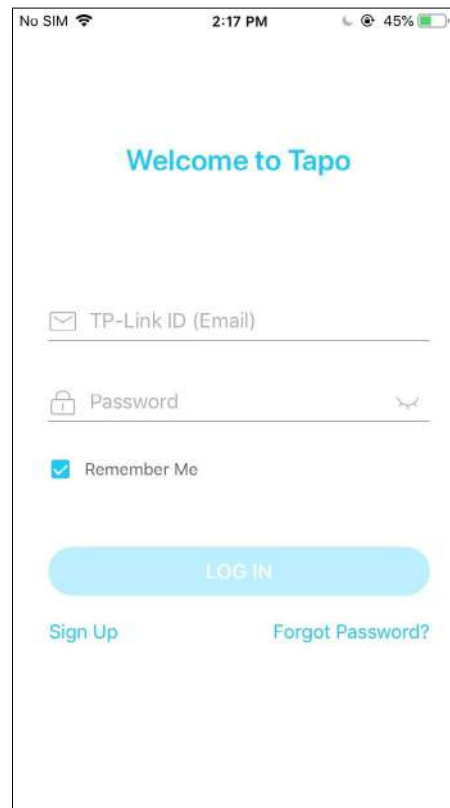 No SIM 2:17 PM 45%
Welcome to Tapo
TP-Link ID (Email)
Password
Remember Me
LOG IN
Sign Up Forgot Password?